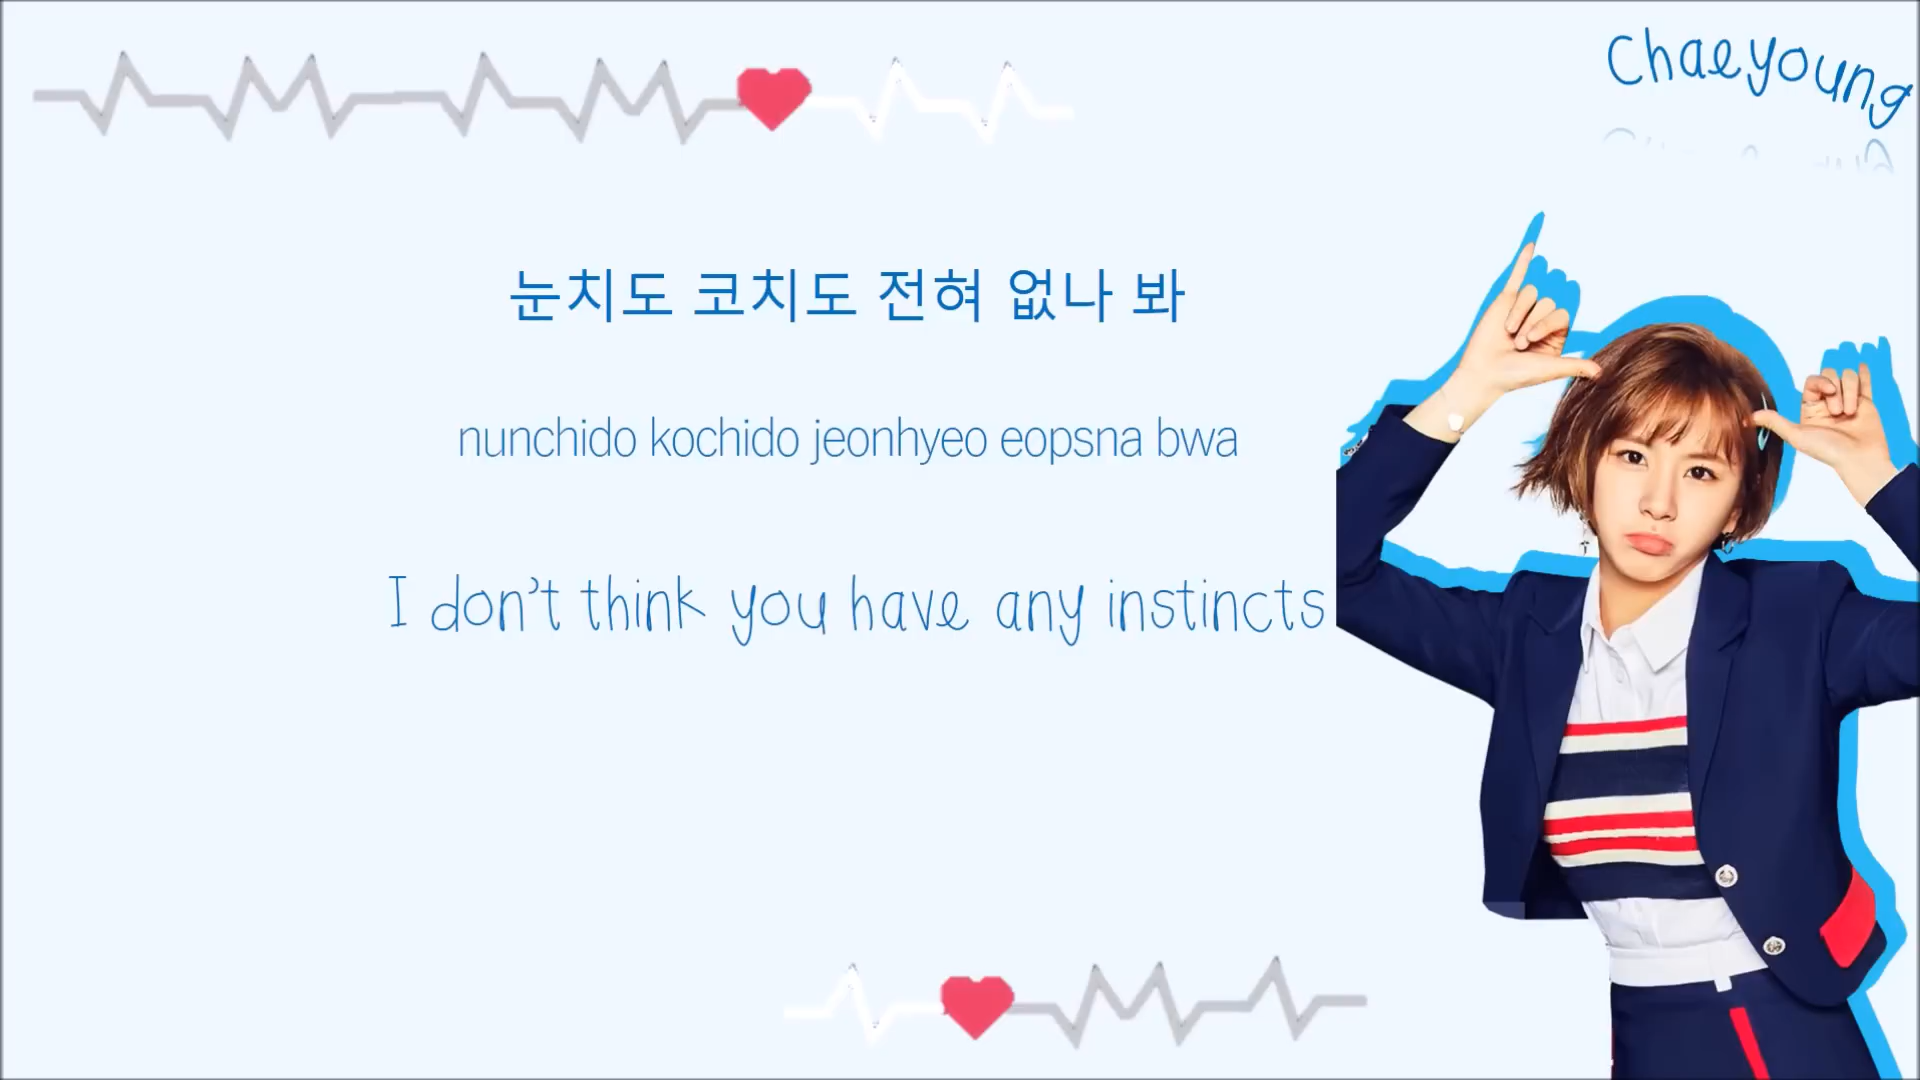 Chaeyoung
눈치도 코치도 전혀 없나 봐
nunchido kochido jeonhyeo eopsna bwa
I don't think you have any instincts